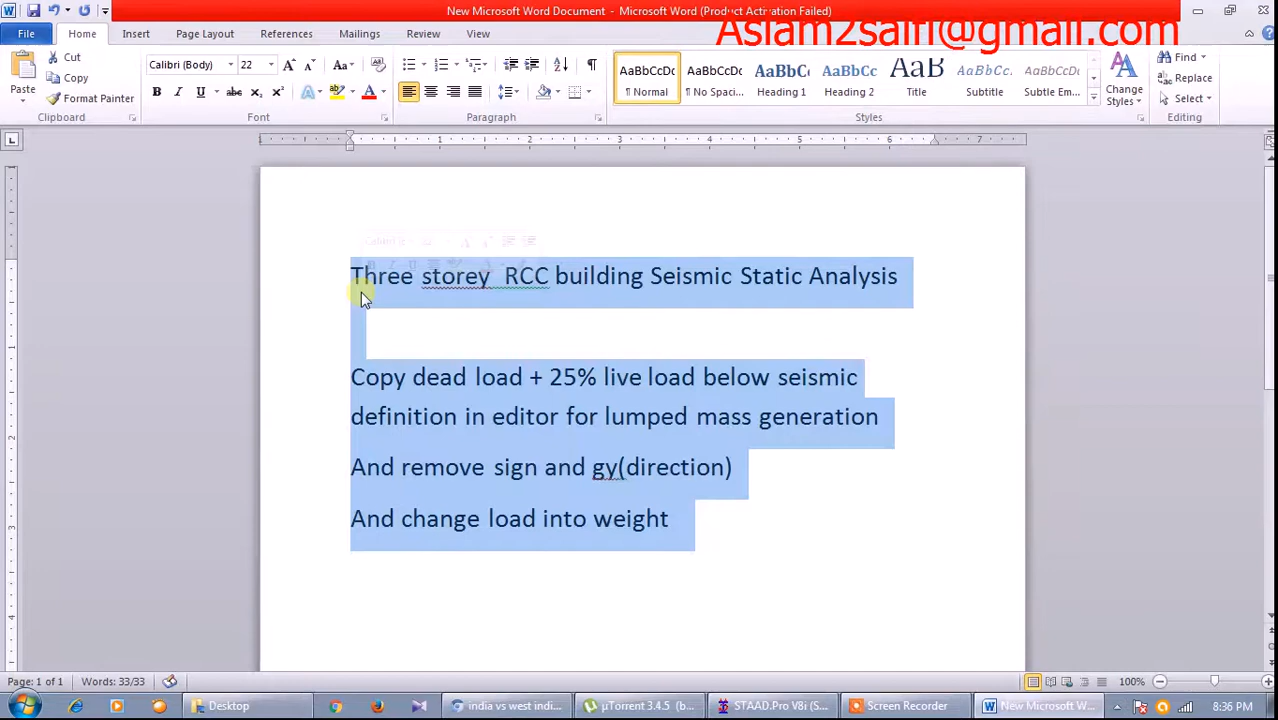 New Microsoft Word Document - Microsoft Word (Product Activation Failed)
Aslam2saifi@gmail.com
File Home Insert Page Layout References Mailings Review View
Paste
Cut
Copy
Format Painter
Clipboard
Calibri (Body) 22
Font
Paragraph
AaBbCcDc AaBbCcDc AaBbC AaBbCc AaB AaBbCcL AaBbCcDt
¶ Normal ¶ No Spaci... Heading 1 Heading 2 Title Subtitle Subtle Em...
Styles
Change
Styles
Find
Replace
Select
Editing
Three storey RCC building Seismic Static Analysis
Copy dead load + 25% live load below seismic
definition in editor for lumped mass generation
And remove sign and gy(direction)
And change load into weight
Page: 1 of 1 Words: 33/33 100%
Desktop india vs west indi... µTorrent 3.4.5 (b... STAAD.Pro V8i (S... Screen Recorder New Microsoft Wo... 8:36 PM